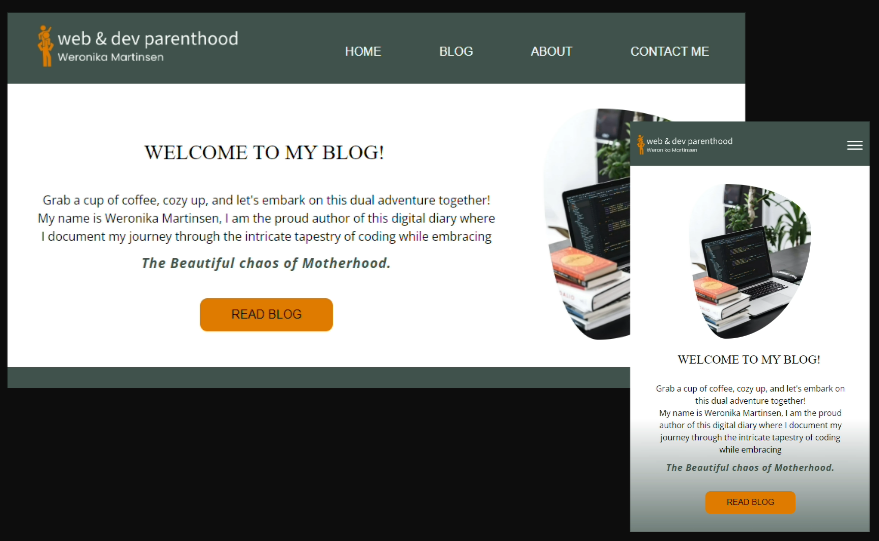 web & dev parenthood
Weronika Martinsen
HOME
BLOG
ABOUT
CONTACT ME
WELCOME TO MY BLOG!
Grab a cup of coffee, cozy up, and let's embark on this dual adventure together!
My name is Weronika Martinsen, I am the proud author of this digital diary where
I document my journey through the intricate tapestry of coding while embracing
The Beautiful chaos of Motherhood.
READ BLOG
web & dev parenthood
Weronika Martinsen
WELCOME TO MY BLOG!
Grab a cup of coffee, cozy up, and let's embark on
this dual adventure together!
My name is Weronika Martinsen, I am the proud
author of this digital diary where I document my
journey through the intricate tapestry of coding
while embracing
The Beautiful chaos of Motherhood.
READ BLOG